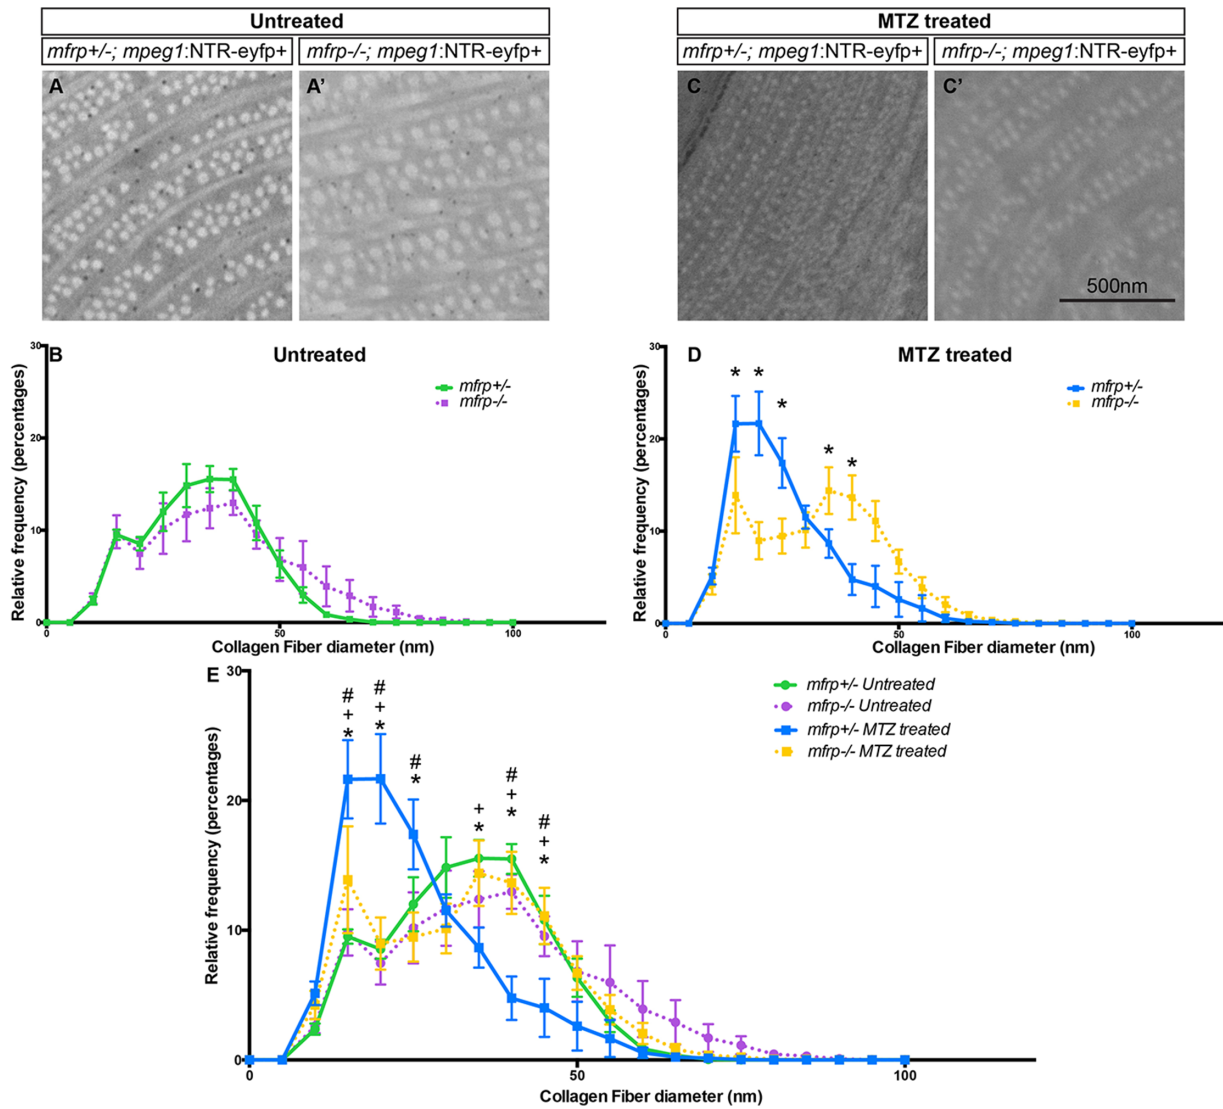 Untreated
mfrp+/-; mpeg1:NTR-eyfp+
mfrp-/-; mpeg1:NTR-eyfp+
MTZ treated
mfrp+/-; mpeg1:NTR-eyfp+
mfrp-/-; mpeg1:NTR-eyfp+
A
A'
C
C'
500nm
B
Untreated
mfrp+/-
mfrp-/-
Relative frequency (percentages)
30
20
10
0
0
50
100
Collagen Fiber diameter (nm)
D
MTZ treated
* *
*
*
*
mfrp+/-
mfrp-/-
Relative frequency (percentages)
30
20
10
0
0
50
100
Collagen Fiber diameter (nm)
E
mfrp+/- Untreated
mfrp-/- Untreated
mfrp+/- MTZ treated
mfrp-/- MTZ treated
#
+
*
#
+
*
#
*
+
*
#
+
*
#
+
*
Relative frequency (percentages)
30
20
10
0
0
50
100
Collagen Fiber diameter (nm)